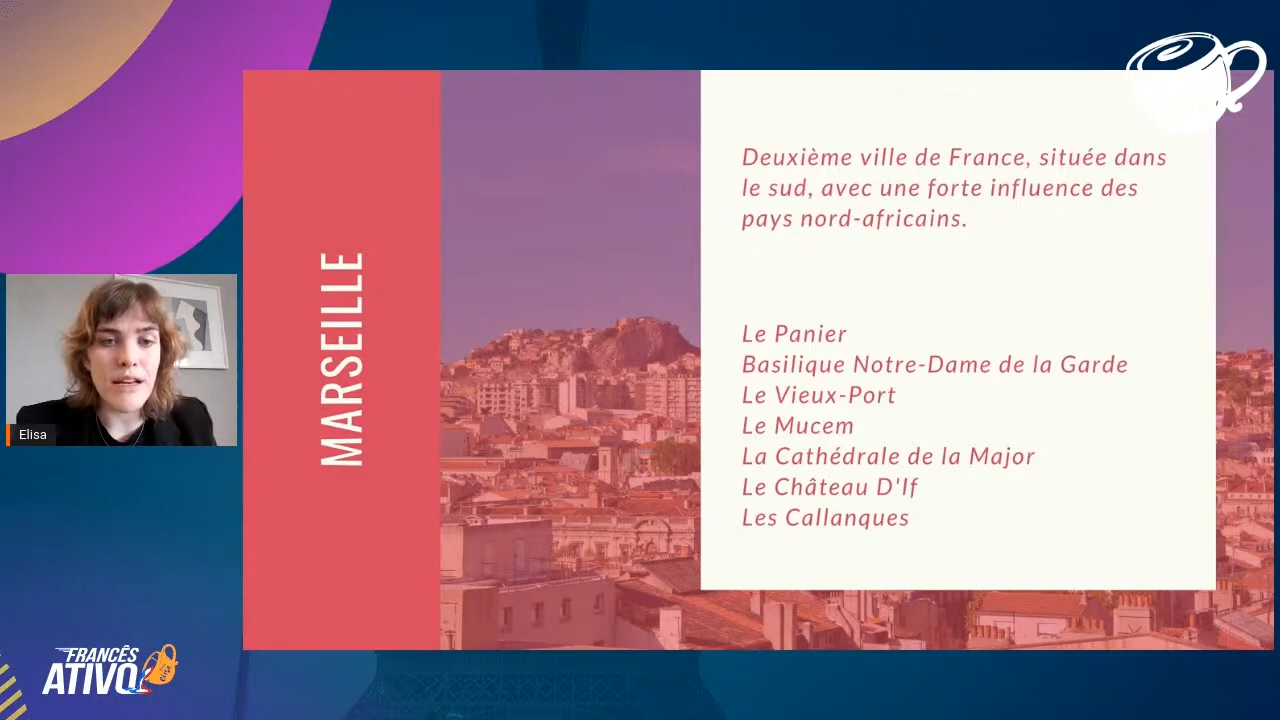 MARSEILLE
Deuxième ville de France, située dans
le sud, avec une forte influence des
pays nord-africains.
Le Panier
Basilique Notre-Dame de la Garde
Le Vieux-Port
Le Mucem
La Cathédrale de la Major
Le Château D'If
Les Callanques
Elisa
FRANCÊS
ATIVO
elisa